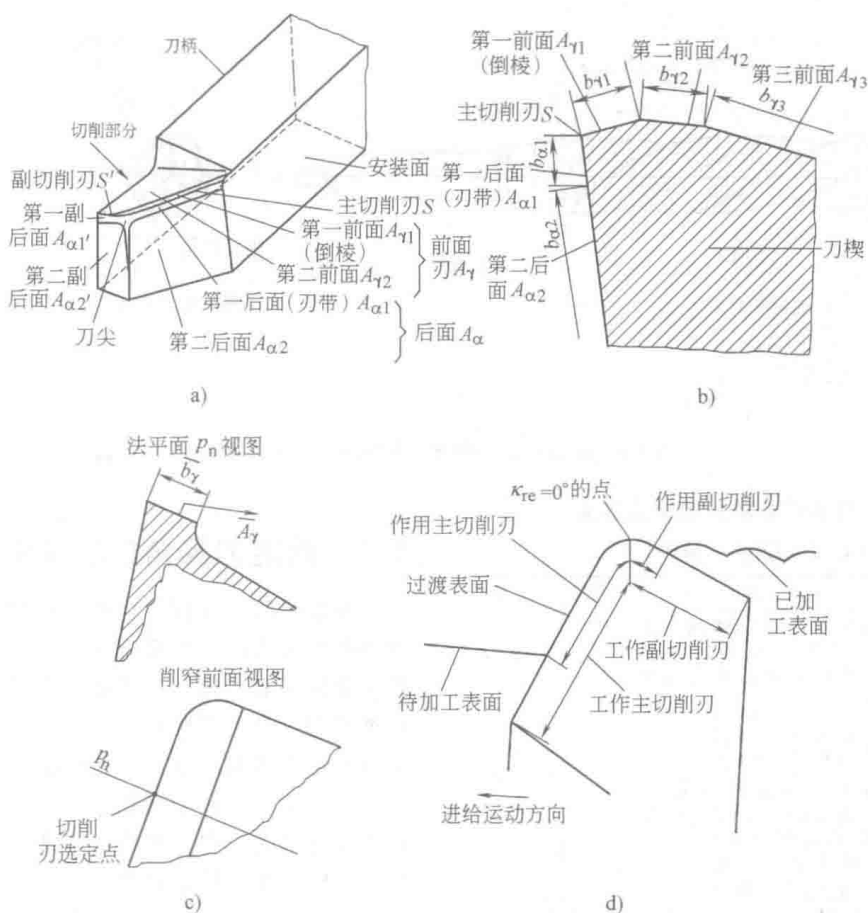 刀柄
切削部分
副切削刃S′
第一副
后面Aα1′
第二副
后面Aα2′
刀尖
安装面
主切削刃S
第一前面Aγ1
(倒棱)
第二前面Aγ2
前面
刃Aγ
第一后面(刃带) Aα1
第二后面Aα2
后面Aα
a)
第一前面Aγ1
(倒棱)
bγ1
第二前面Aγ2
bγ2
第三前面Aγ3
bγ3
主切削刃S
bα1
第一后面
(刃带) Aα1
bα2
第二后
面Aα2
刀楔
b)
法平面 pn视图
bγ
Aγ
削窄前面视图
pn
切削
刃选定点
c)
κre=0°的点
作用主切削刃
作用副切削刃
过渡表面
已加
工表面
工作副切削刃
待加工表面
工作主切削刃
进给运动方向
d)